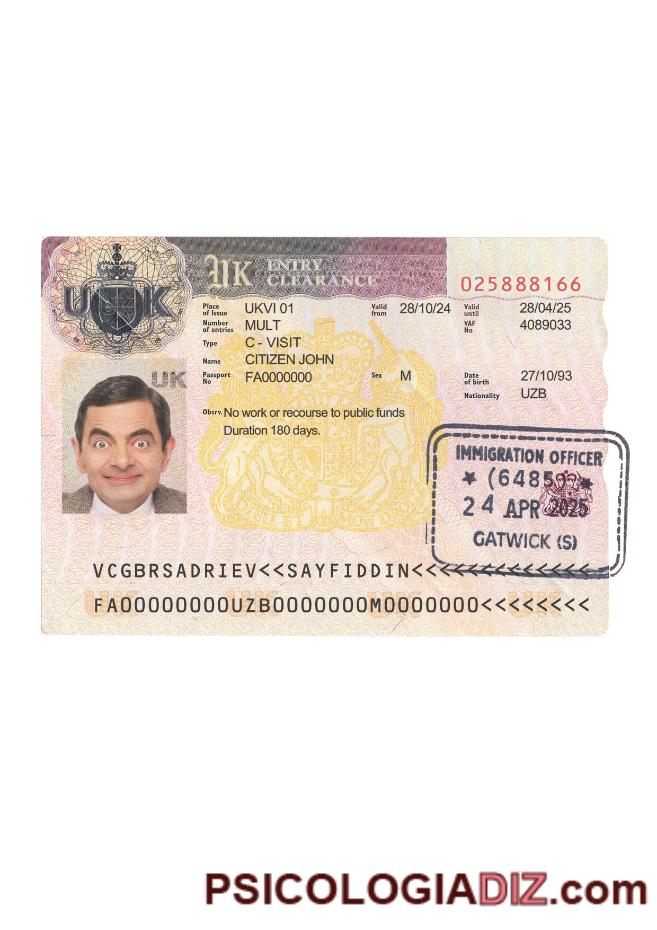 UK ENTRY CLEARANCE
025888166
UK
Place of Issue UKVI 01 Valid from 28/10/24 Valid until 28/04/25
Number of entries MULT VAF No 4089033
Type C - VISIT
Name CITIZEN JOHN
Passport No FA0000000 Sex M Date of birth 27/10/93
Nationality UZB
UK
Obsrv. No work or recourse to public funds
Duration 180 days.
IMMIGRATION OFFICER
24 APR 2025
GATWICK (S)
VCGBRSADRIEV<<SAYFIDDIN<<<<<<<<<<<<<
FA00000000UZB0000000M0000000<<<<<<<<
PSICOLOGIADIZ.com